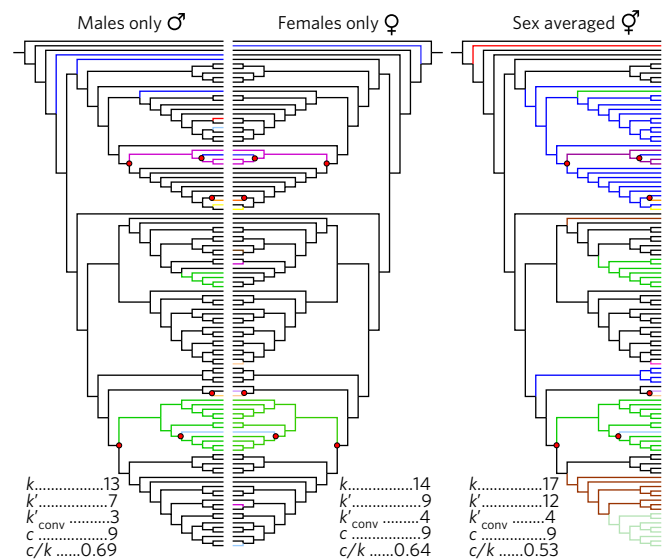 Males only ♂
Females only ♀
Sex averaged ⚥
k..............13
k’...............7
k’conv ........3
c ...............9
c/k ......0.69
k..............14
k’...............9
k’conv ........4
c ...............9
c/k ......0.64
k..............17
k’.............12
k’conv ........4
c ...............9
c/k ......0.53